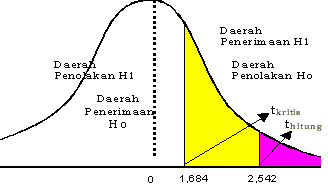 Daerah
Penerimaan H1
Daerah
Penolakan Ho
Daerah
Penolakan H1
Daerah
Penerimaan
Ho
tkritis
thitung
0
1,684
2,542